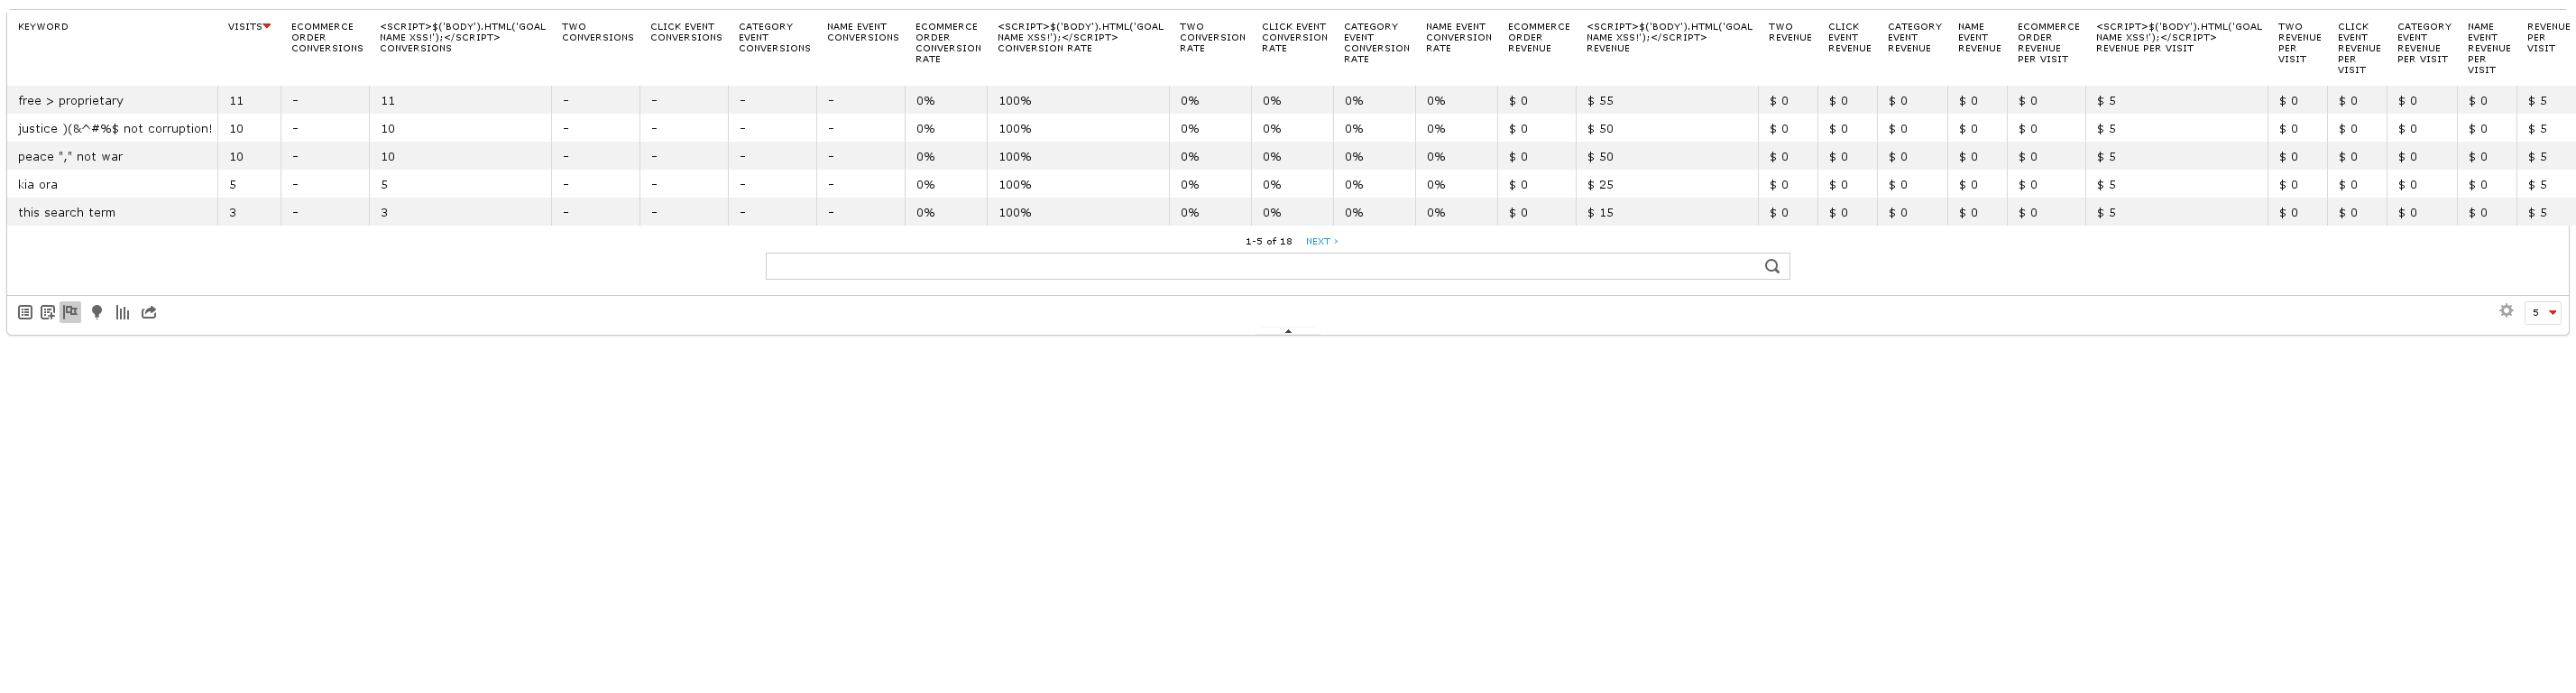 KEYWORD
VISITS
ECOMMERCE
ORDER
CONVERSIONS
<SCRIPT>$('BODY').HTML('GOAL
NAME XSS!');</SCRIPT>
CONVERSIONS
TWO
CONVERSIONS
CLICK EVENT
CONVERSIONS
CATEGORY
EVENT
CONVERSIONS
NAME EVENT
CONVERSIONS
ECOMMERCE
ORDER
CONVERSION
RATE
<SCRIPT>$('BODY').HTML('GOAL
NAME XSS!');</SCRIPT>
CONVERSION RATE
TWO
CONVERSION
RATE
CLICK EVENT
CONVERSION
RATE
CATEGORY
EVENT
CONVERSION
RATE
NAME EVENT
CONVERSION
RATE
ECOMMERCE
ORDER
REVENUE
<SCRIPT>$('BODY').HTML('GOAL
NAME XSS!');</SCRIPT>
REVENUE
TWO
REVENUE
CLICK
EVENT
REVENUE
CATEGORY
EVENT
REVENUE
NAME
EVENT
REVENUE
ECOMMERCE
ORDER
REVENUE
PER VISIT
<SCRIPT>$('BODY').HTML('GOAL
NAME XSS!');</SCRIPT>
REVENUE PER VISIT
TWO
REVENUE
PER
VISIT
CLICK
EVENT
REVENUE
PER
VISIT
CATEGORY
EVENT
REVENUE
PER VISIT
NAME
EVENT
REVENUE
PER
VISIT
REVENUE
PER
VISIT
free > proprietary 11 - 11 - - - - 0% 100% 0% 0% 0% 0% $ 0 $ 55 $ 0 $ 0 $ 0 $ 0 $ 0 $ 5 $ 0 $ 0 $ 0 $ 0 $ 5
justice )(&^#%$ not corruption! 10 - 10 - - - - 0% 100% 0% 0% 0% 0% $ 0 $ 50 $ 0 $ 0 $ 0 $ 0 $ 0 $ 5 $ 0 $ 0 $ 0 $ 0 $ 5
peace "," not war 10 - 10 - - - - 0% 100% 0% 0% 0% 0% $ 0 $ 50 $ 0 $ 0 $ 0 $ 0 $ 0 $ 5 $ 0 $ 0 $ 0 $ 0 $ 5
kia ora 5 - 5 - - - - 0% 100% 0% 0% 0% 0% $ 0 $ 25 $ 0 $ 0 $ 0 $ 0 $ 0 $ 5 $ 0 $ 0 $ 0 $ 0 $ 5
this search term 3 - 3 - - - - 0% 100% 0% 0% 0% 0% $ 0 $ 15 $ 0 $ 0 $ 0 $ 0 $ 0 $ 5 $ 0 $ 0 $ 0 $ 0 $ 5
1-5 of 18 NEXT ›
5